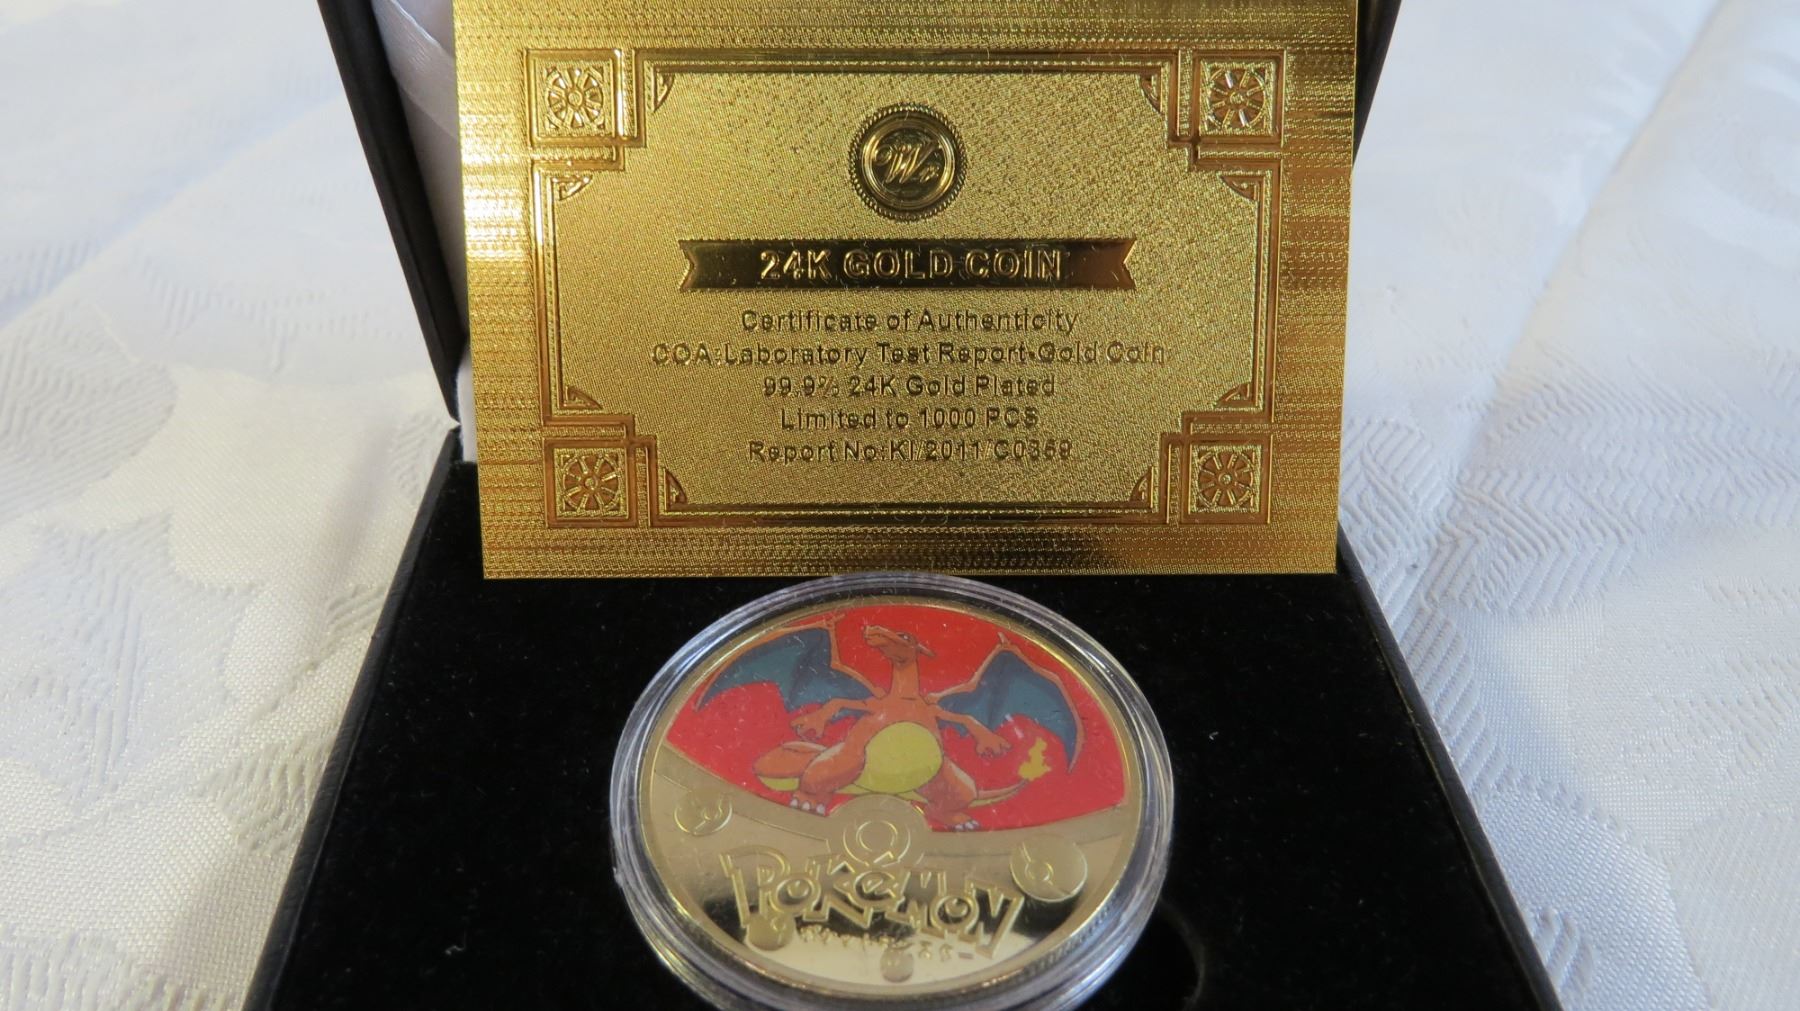 W
24K GOLD COIN
Certificate of Authenticity
COA:Laboratory Test Report-Gold Coin
99.9% 24K Gold Plated
Limited to 1000 PCS
Report No:KI/2011/C0359
POKéMON